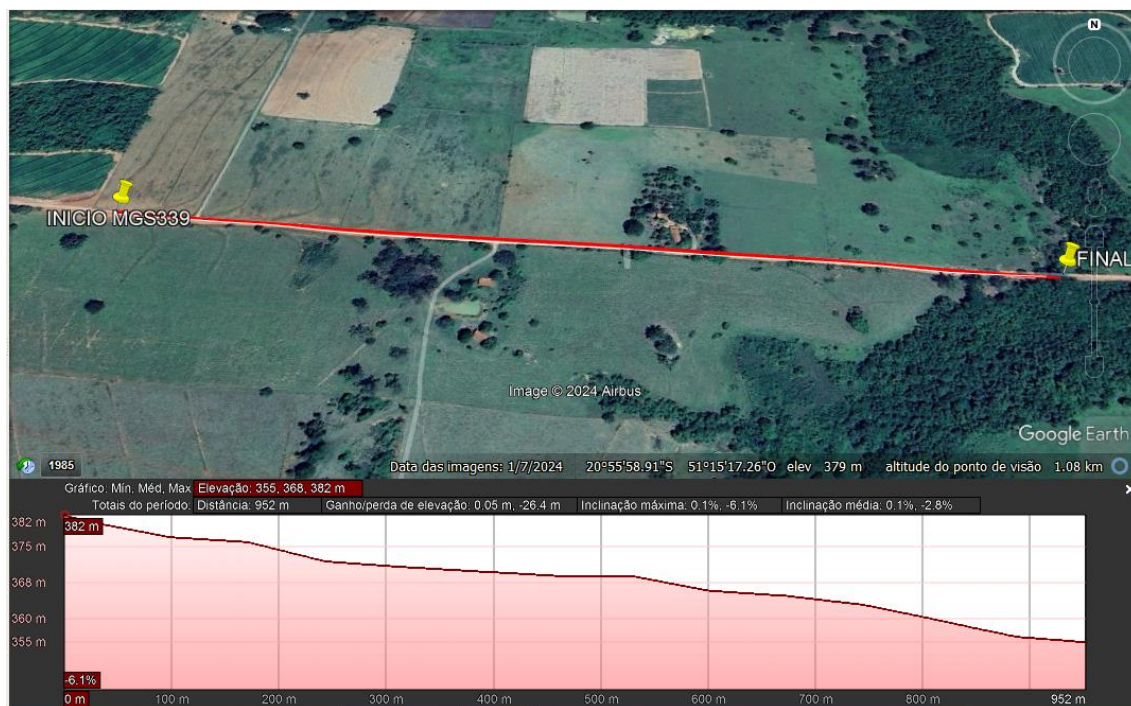 N
INICIO MGS339
FINAL
Image © 2024 Airbus
Google Earth
1985
Data das imagens: 1/7/2024 20°55'58.91"S 51°15'17.26"O elev 379 m altitude do ponto de visão 1.08 km
Gráfico: Mín, Méd, Max Elevação: 355, 368, 382 m
Totais do período: Distância: 952 m Ganho/perda de elevação: 0.05 m, -26.4 m Inclinação máxima: 0.1%, -6,1% Inclinação média: 0.1%, -2.8%
382 m
382 m
375 m
368 m
360 m
355 m
-6.1%
0 m 100 m 200 m 300 m 400 m 500 m 600 m 700 m 800 m 952 m